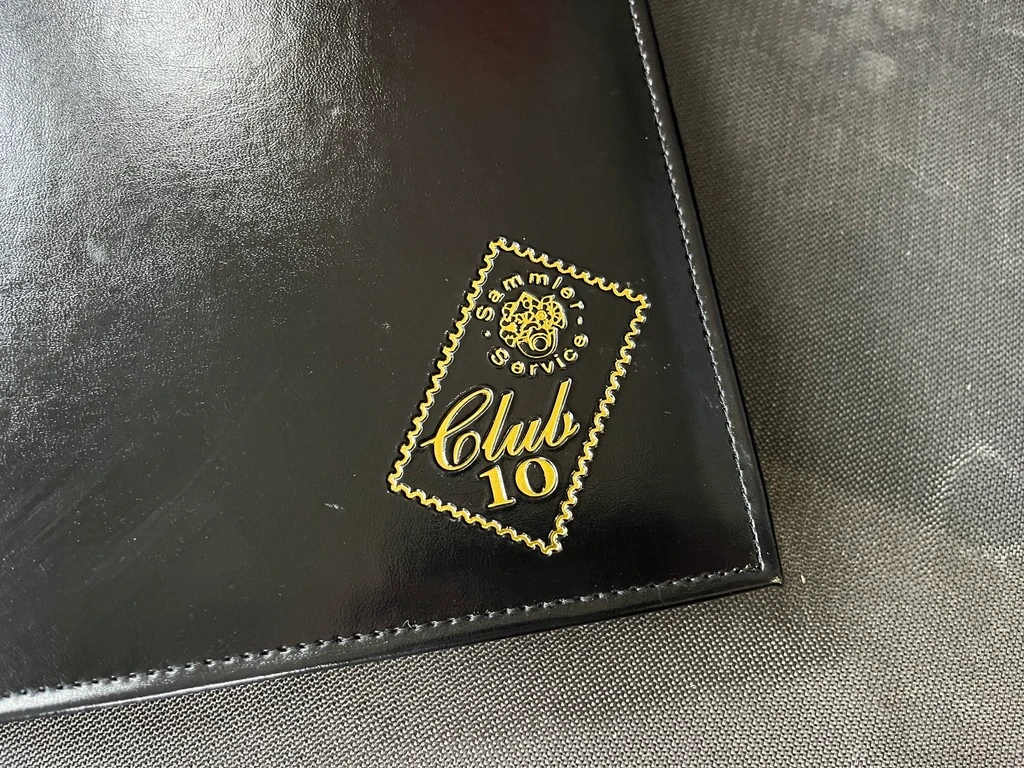 Sammler-
Service
Club
10